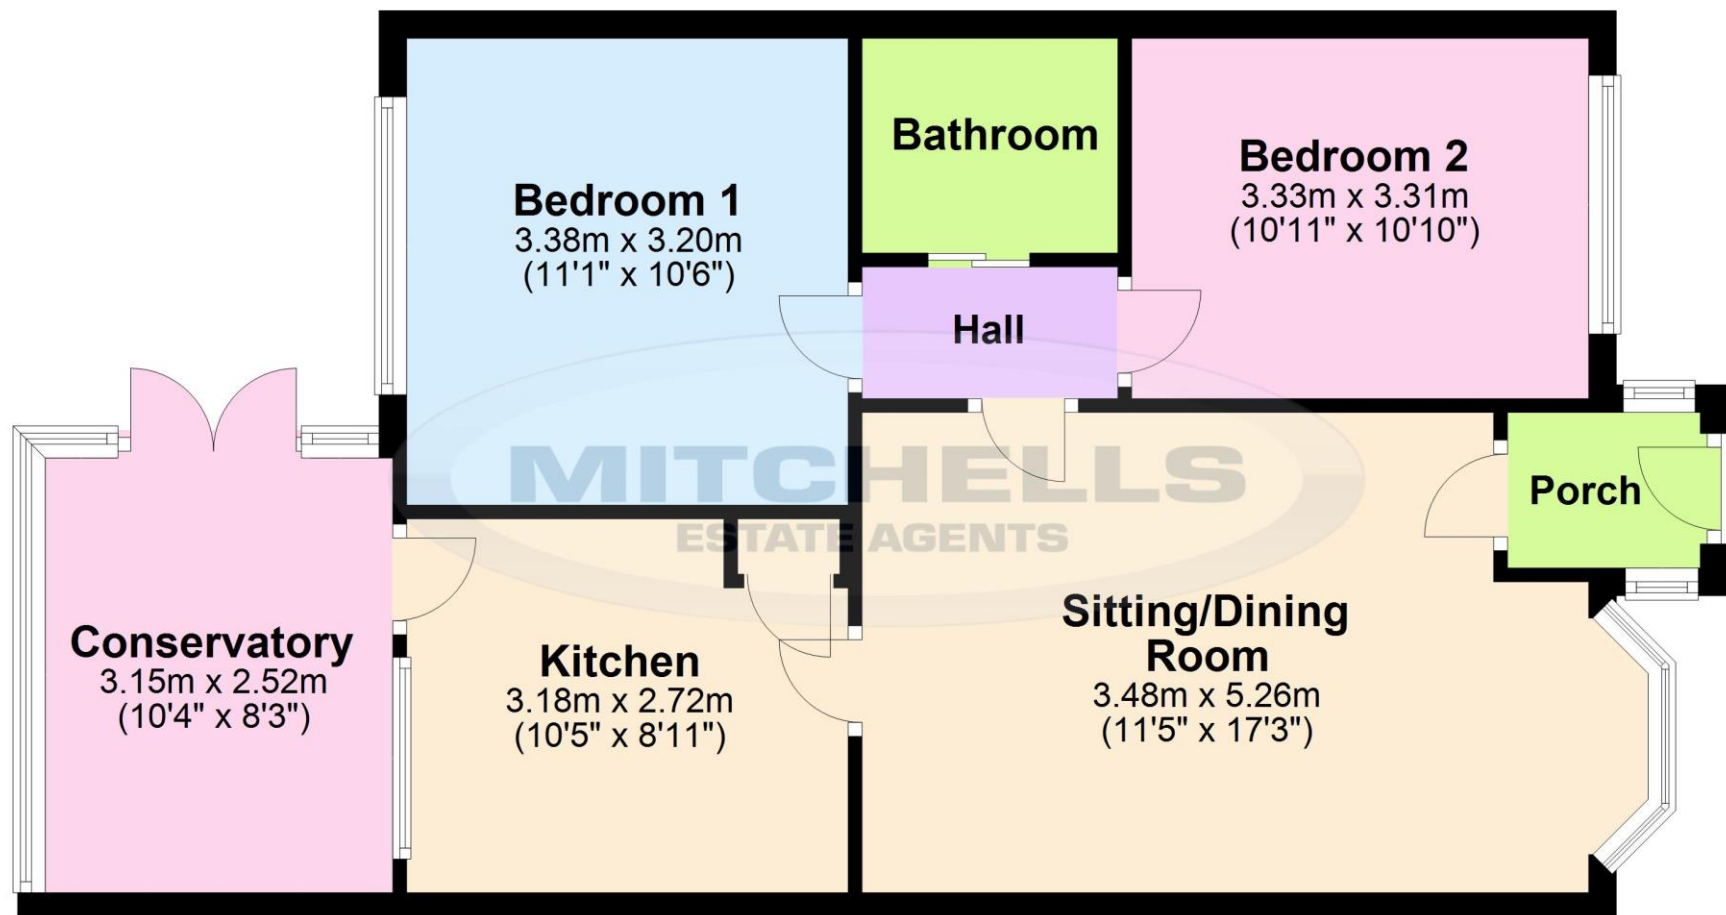 Bedroom 1
3.38m x 3.20m
(11'1" x 10'6")
Bathroom
Bedroom 2
3.33m x 3.31m
(10'11" x 10'10")
Hall
MITCHELLS
ESTATE AGENTS
Porch
Conservatory
3.15m x 2.52m
(10'4" x 8'3")
Kitchen
3.18m x 2.72m
(10'5" x 8'11")
Sitting/Dining
Room
3.48m x 5.26m
(11'5" x 17'3")